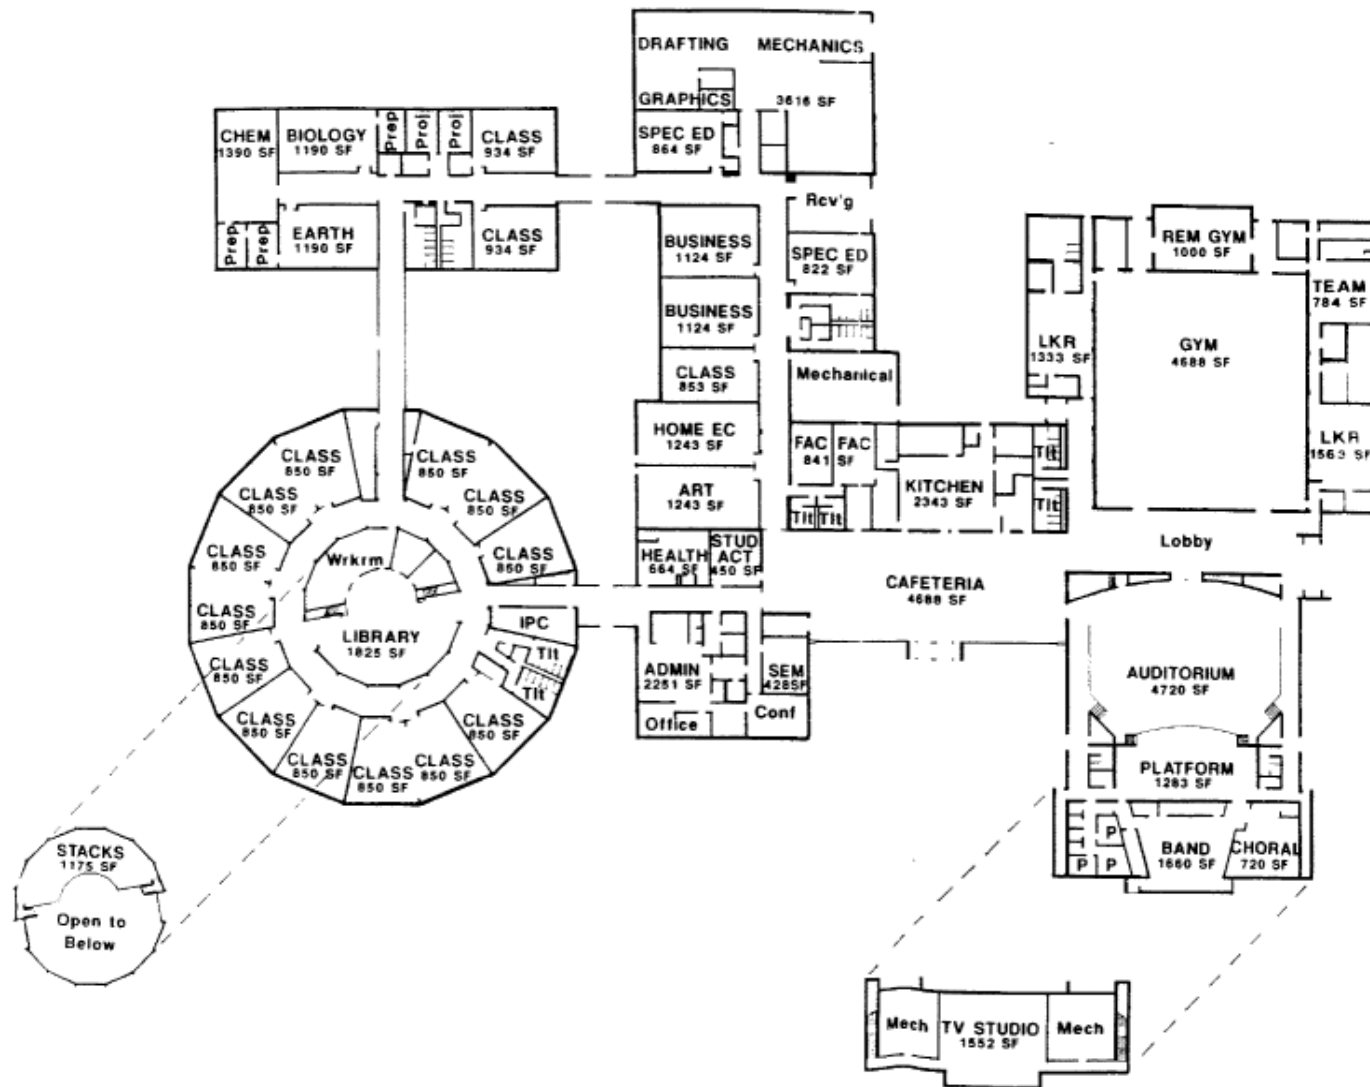 DRAFTING
MECHANICS
GRAPHICS
3616 SF
SPEC ED
864 SF
CHEM
1390 SF
BIOLOGY
1190 SF
Prep
Proj
Proj
CLASS
934 SF
Prep
Prep
EARTH
1190 SF
CLASS
934 SF
Rcv'g
BUSINESS
1124 SF
SPEC ED
822 SF
BUSINESS
1124 SF
CLASS
853 SF
Mechanical
REM GYM
1000 SF
TEAM
784 SF
LKR
1333 SF
GYM
4688 SF
LKR
1563 SF
HOME EC
1243 SF
FAC
841
FAC
SF
KITCHEN
2343 SF
Tlt
Tlt
ART
1243 SF
Tlt
Tlt
HEALTH
664 SF
STUD
ACT
450 SF
CAFETERIA
4688 SF
Lobby
CLASS
850 SF
CLASS
850 SF
CLASS
850 SF
CLASS
850 SF
CLASS
850 SF
CLASS
860 SF
Wrkrm
CLASS
850 SF
LIBRARY
1825 SF
IPC
Tlt
Tlt
CLASS
850 SF
CLASS
850 SF
CLASS
850 SF
CLASS
850 SF
CLASS
850 SF
CLASS
850 SF
ADMIN
2251 SF
SEM
428SF
Office
Conf
AUDITORIUM
4720 SF
PLATFORM
1283 SF
P
P
P
BAND
1660 SF
CHORAL
720 SF
STACKS
1175 SF
Open to
Below
Mech
TV STUDIO
1552 SF
Mech